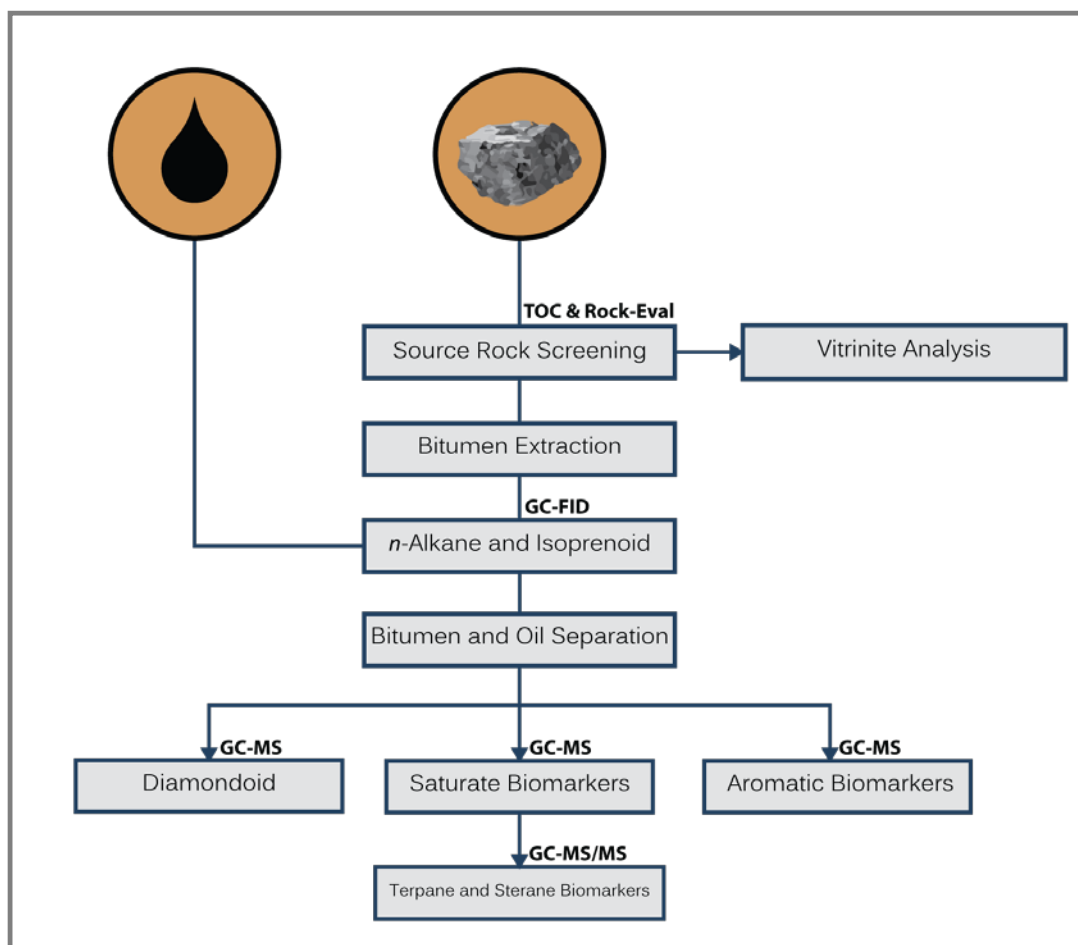 TOC & Rock-Eval
Source Rock Screening
Vitrinite Analysis
Bitumen Extraction
GC-FID
n-Alkane and Isoprenoid
Bitumen and Oil Separation
GC-MS
GC-MS
GC-MS
Diamondoid
Saturate Biomarkers
Aromatic Biomarkers
GC-MS/MS
Terpane and Sterane Biomarkers